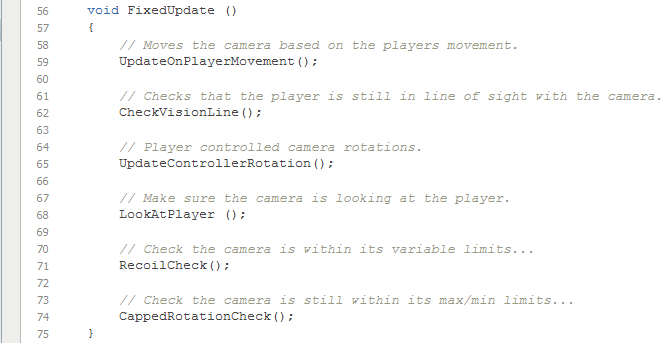 56 void FixedUpdate ()
57 {
58 // Moves the camera based on the players movement.
59 UpdateOnPlayerMovement();
60
61 // Checks that the player is still in line of sight with the camera.
62 CheckVisionLine();
63
64 // Player controlled camera rotations.
65 UpdateControllerRotation();
66
67 // Make sure the camera is looking at the player.
68 LookAtPlayer ();
69
70 // Check the camera is within its variable limits...
71 RecoilCheck();
72
73 // Check the camera is still within its max/min limits...
74 CappedRotationCheck();
75 }